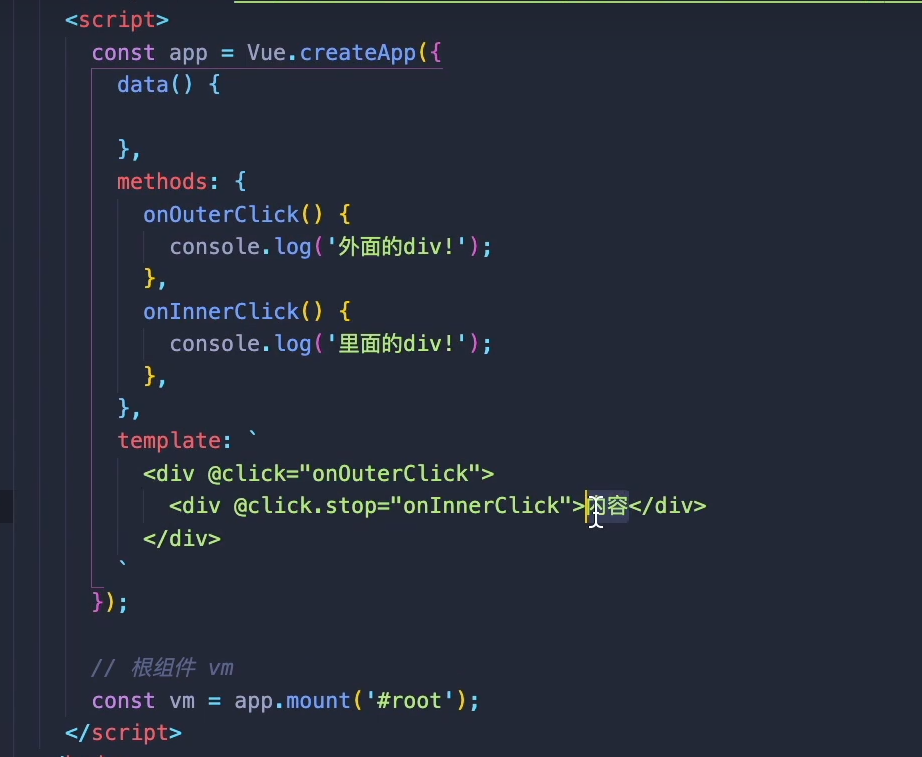 <script>
const app = Vue.createApp({
data() {
},
methods: {
onOuterClick() {
console.log('外面的div!');
},
onInnerClick() {
console.log('里面的div!');
},
},
template: `
<div @click="onOuterClick">
<div @click.stop="onInnerClick">内容</div>
</div>
`
});
// 根组件 vm
const vm = app.mount('#root');
</script>